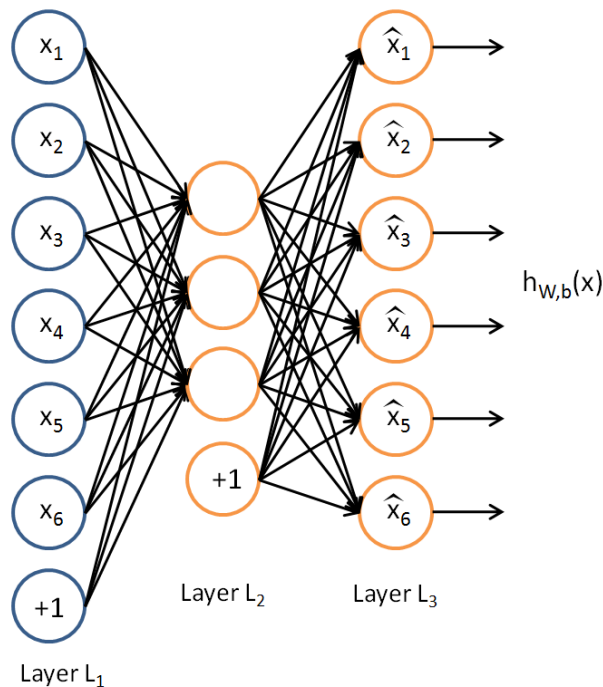 x₁
x₂
x₃
x₄
x₅
x₆
+1
Layer L₁
+1
Layer L₂
x̂₁
x̂₂
x̂₃
x̂₄
x̂₅
x̂₆
Layer L₃
h_{W,b}(x)